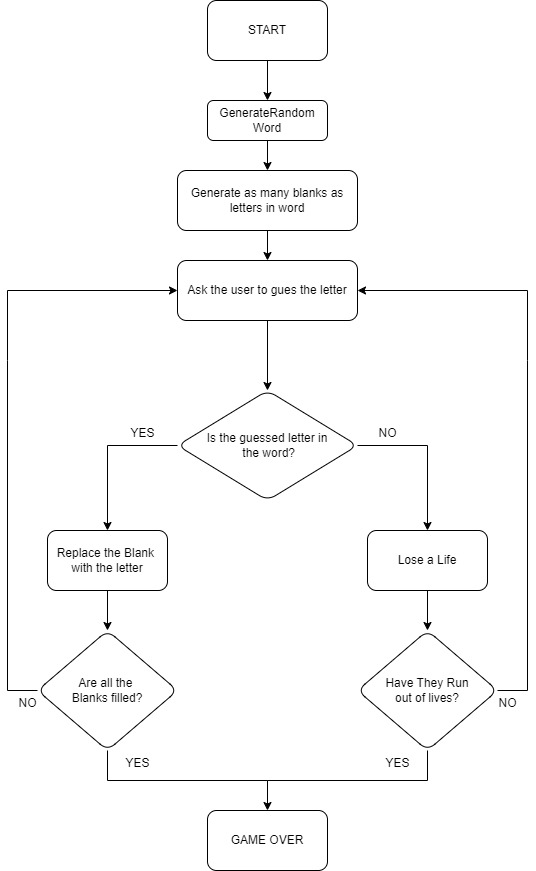 START
GenerateRandom
Word
Generate as many blanks as
letters in word
Ask the user to gues the letter
Is the guessed letter in
the word?
YES
NO
Replace the Blank
with the letter
Lose a Life
Are all the
Blanks filled?
Have They Run
out of lives?
NO
NO
YES
YES
GAME OVER